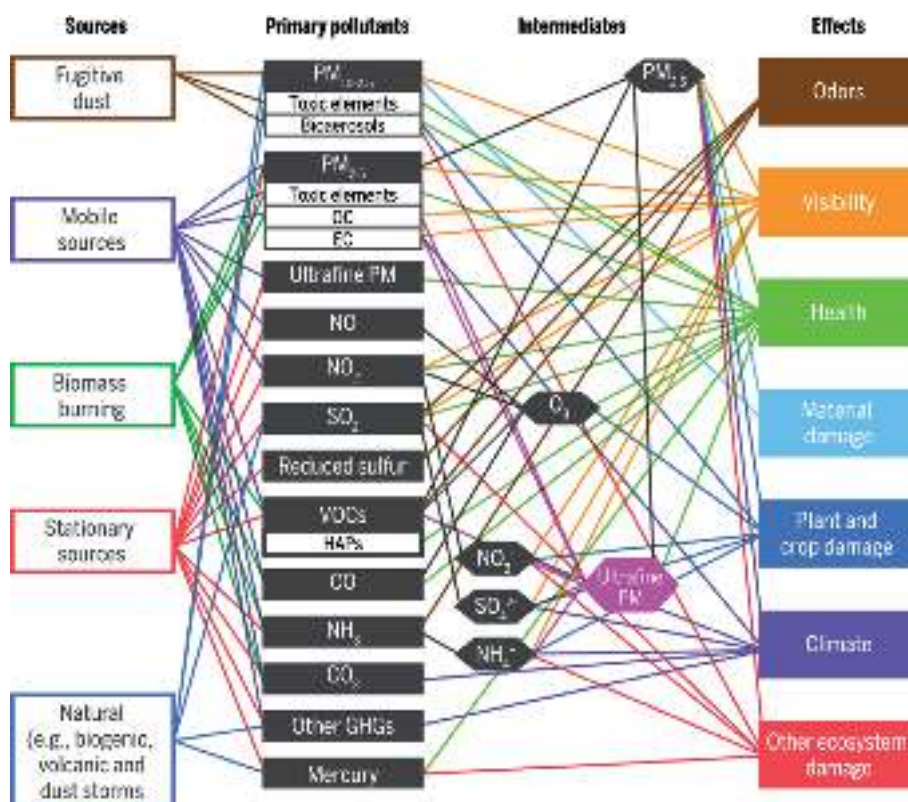 Sources
Primary pollutants
Intermediates
Effects
Fugitive
dust
Mobile
sources
Biomass
burning
Stationary
sources
Natural
(e.g., biogenic,
volcanic and
dust storms
PM
Toxic elements
Bioaerosols
PM2.5
Toxic elements
OC
EC
Ultrafine PM
NO
NO2
SO2
Reduced sulfur
VOCs
HAPs
CO
NH3
CO2
Other GHGs
Mercury
PM2.5
O3
NO3
Ultrafine
PM
SO4
NH4
Odors
Visibility
Health
Material
damage
Plant and
crop damage
Climate
Other ecosystem
damage